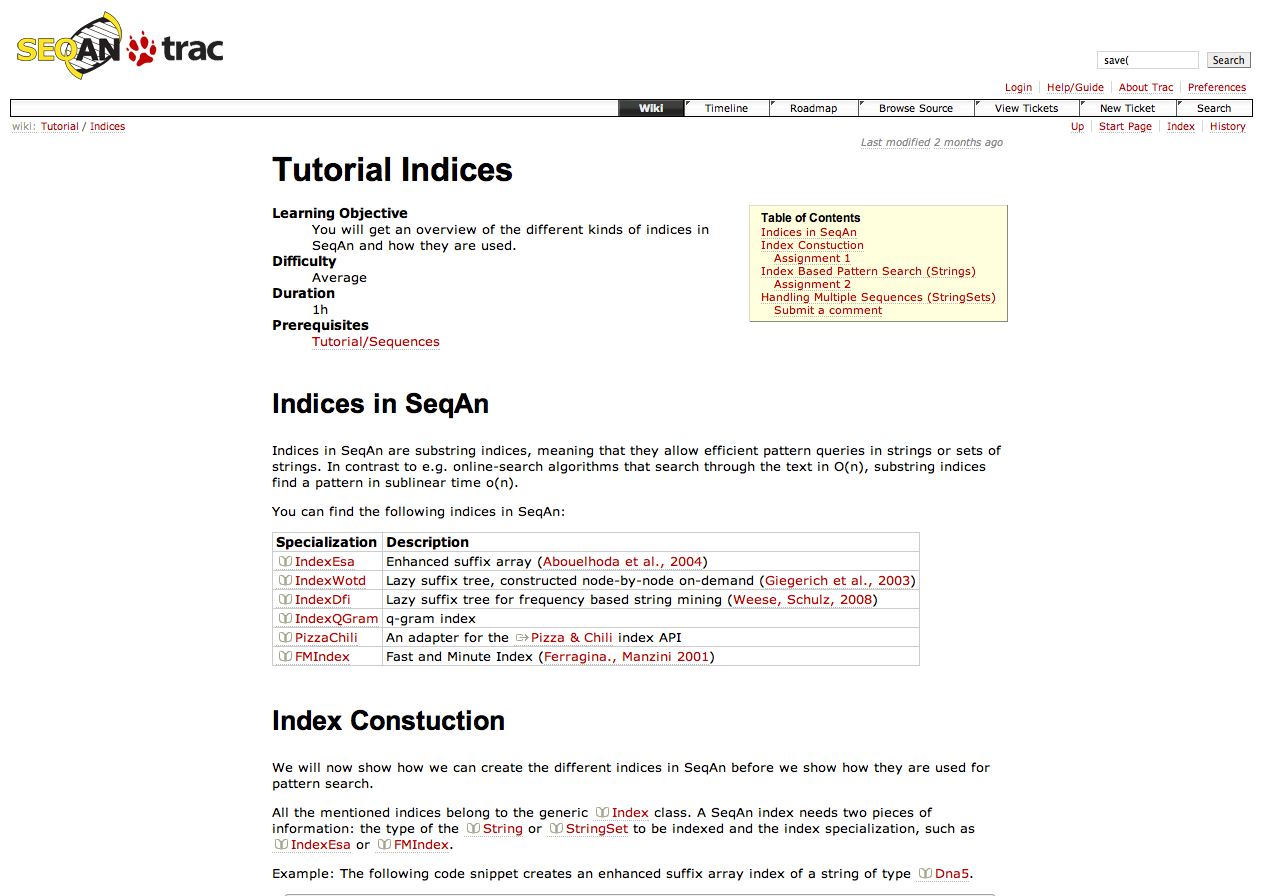 SEQAN trac
save(
Search
Login Help/Guide About Trac Preferences
Wiki Timeline Roadmap Browse Source View Tickets New Ticket Search
wiki: Tutorial / Indices
Up Start Page Index History
Last modified 2 months ago
Tutorial Indices
Learning Objective
You will get an overview of the different kinds of indices in
SeqAn and how they are used.
Difficulty
Average
Duration
1h
Prerequisites
Tutorial/Sequences
Table of Contents
Indices in SeqAn
Index Constuction
Assignment 1
Index Based Pattern Search (Strings)
Assignment 2
Handling Multiple Sequences (StringSets)
Submit a comment
Indices in SeqAn
Indices in SeqAn are substring indices, meaning that they allow efficient pattern queries in strings or sets of
strings. In contrast to e.g. online-search algorithms that search through the text in O(n), substring indices
find a pattern in sublinear time o(n).
You can find the following indices in SeqAn:
Specialization Description
IndexEsa Enhanced suffix array (Abouelhoda et al., 2004)
IndexWotd Lazy suffix tree, constructed node-by-node on-demand (Giegerich et al., 2003)
IndexDfi Lazy suffix tree for frequency based string mining (Weese, Schulz, 2008)
IndexQGram q-gram index
PizzaChili An adapter for the Pizza & Chili index API
FMIndex Fast and Minute Index (Ferragina., Manzini 2001)
Index Constuction
We will now show how we can create the different indices in SeqAn before we show how they are used for
pattern search.
All the mentioned indices belong to the generic Index class. A SeqAn index needs two pieces of
information: the type of the String or StringSet to be indexed and the index specialization, such as
IndexEsa or FMIndex.
Example: The following code snippet creates an enhanced suffix array index of a string of type Dna5.